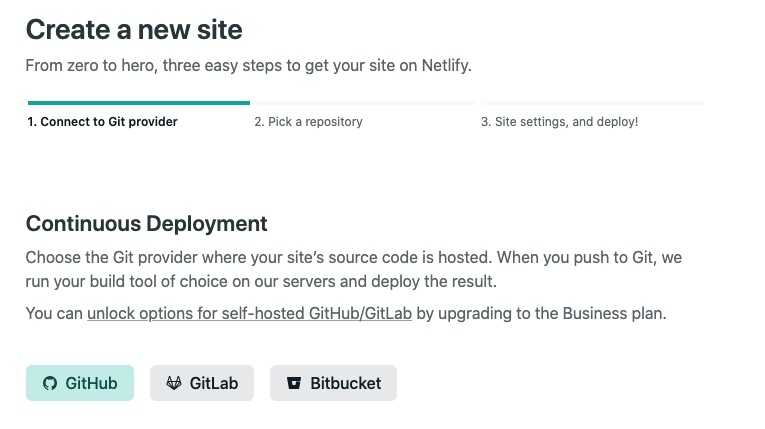 Create a new site
From zero to hero, three easy steps to get your site on Netlify.
1. Connect to Git provider
2. Pick a repository
3. Site settings, and deploy!
Continuous Deployment
Choose the Git provider where your site’s source code is hosted. When you push to Git, we
run your build tool of choice on our servers and deploy the result.
You can unlock options for self-hosted GitHub/GitLab by upgrading to the Business plan.
GitHub
GitLab
Bitbucket